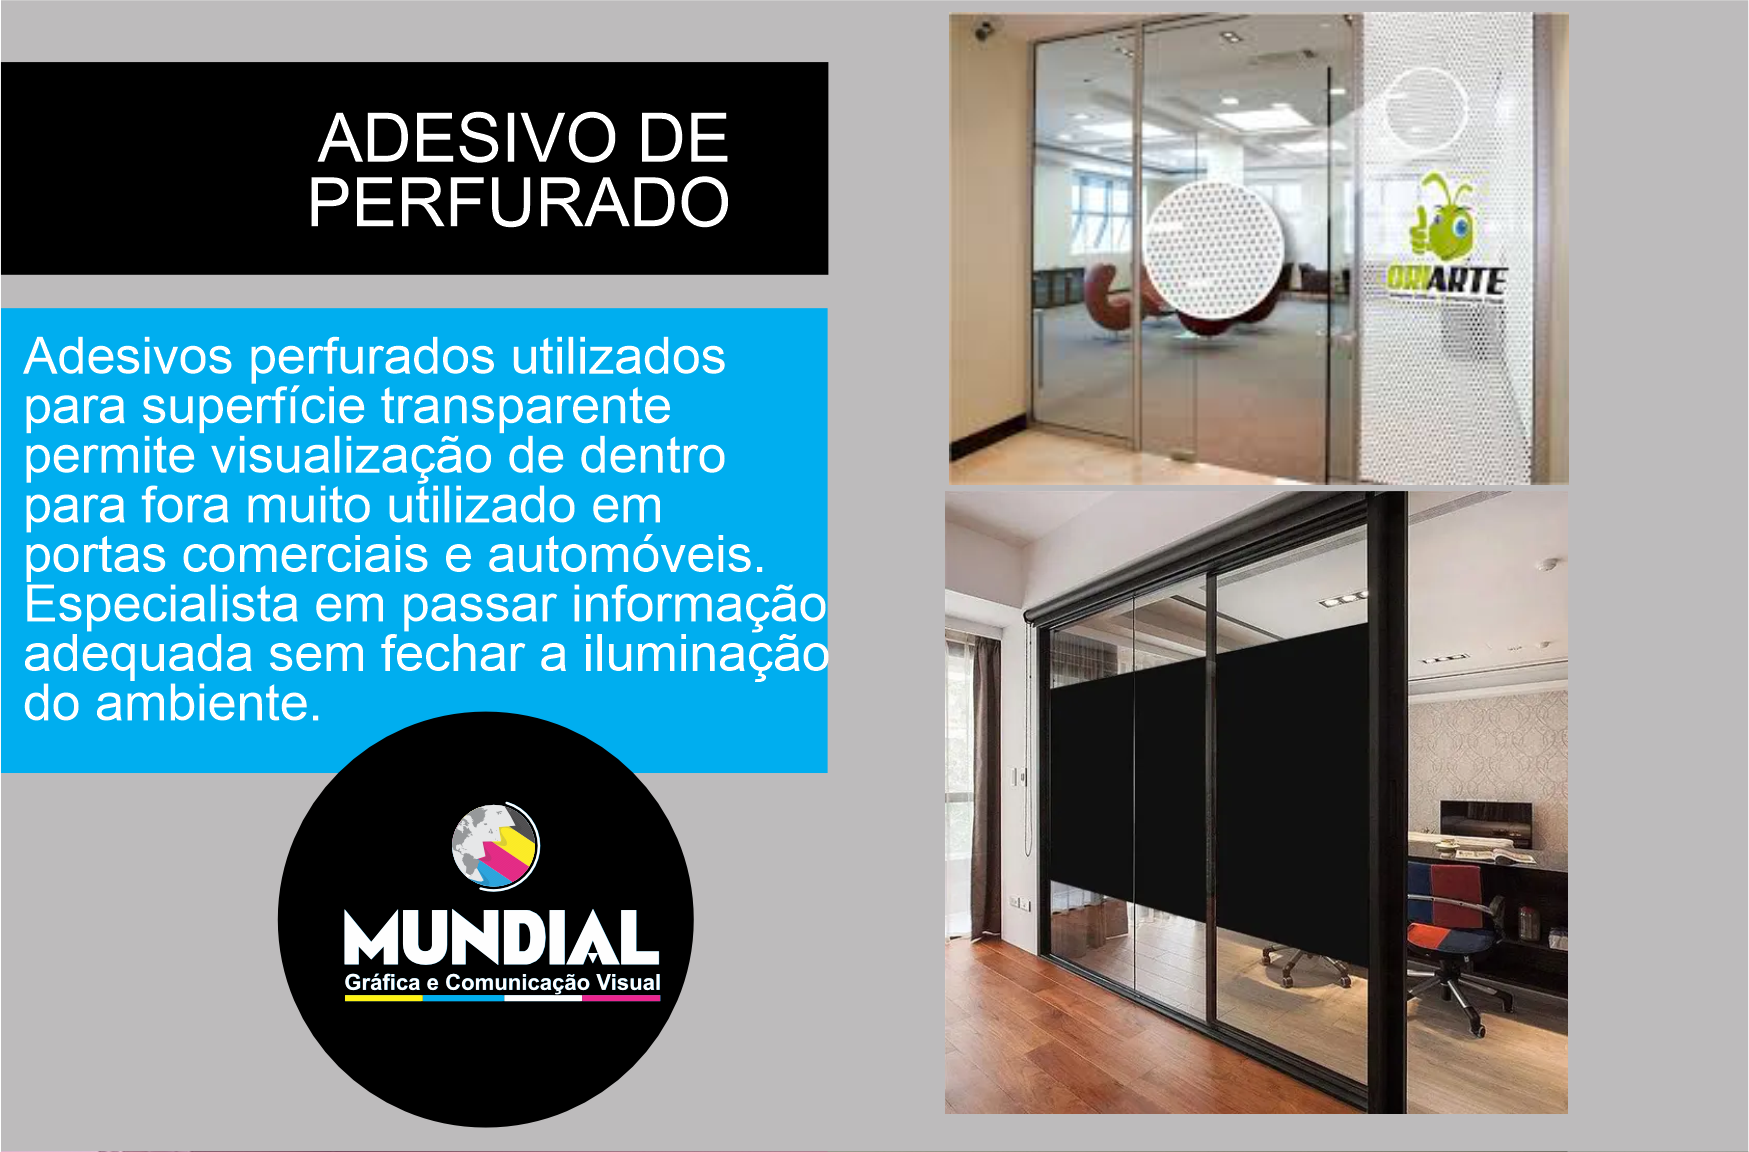 ADESIVO DE
PERFURADO
Adesivos perfurados utilizados
para superfície transparente
permite visualização de dentro
para fora muito utilizado em
portas comerciais e automóveis.
Especialista em passar informação
adequada sem fechar a iluminação
do ambiente.
MUNDIAL
Gráfica e Comunicação Visual
ORIARTE